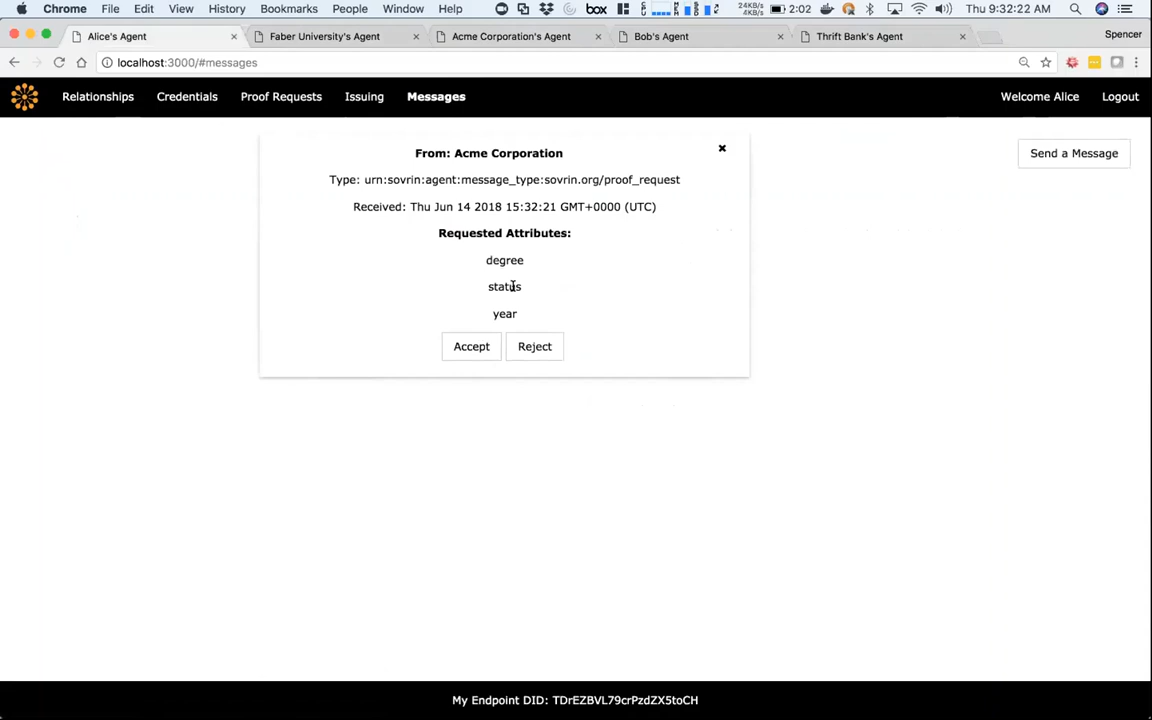 Chrome File Edit View History Bookmarks People Window Help box 24KB/s 4KB/s 2:02 Thu 9:32:22 AM
Alice's Agent Faber University's Agent Acme Corporation's Agent Bob's Agent Thrift Bank's Agent Spencer
localhost:3000/#messages
Relationships Credentials Proof Requests Issuing Messages Welcome Alice Logout
From: Acme Corporation
Send a Message
Type: urn:sovrin:agent:message_type:sovrin.org/proof_request
Received: Thu Jun 14 2018 15:32:21 GMT+0000 (UTC)
Requested Attributes:
degree
status
year
Accept Reject
My Endpoint DID: TDrEZBVL79crPzdZX5toCH